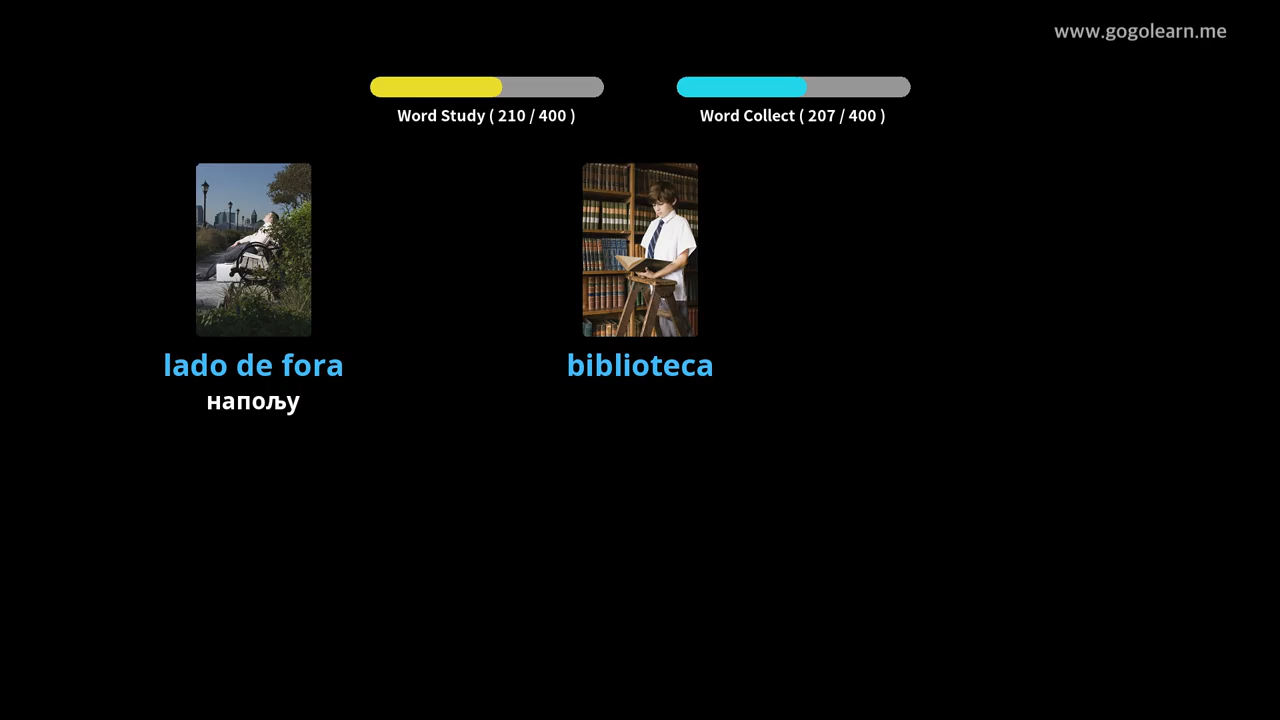 www.gogolearn.me
Word Study ( 210 / 400 )
Word Collect ( 207 / 400 )
lado de fora
напољу
biblioteca